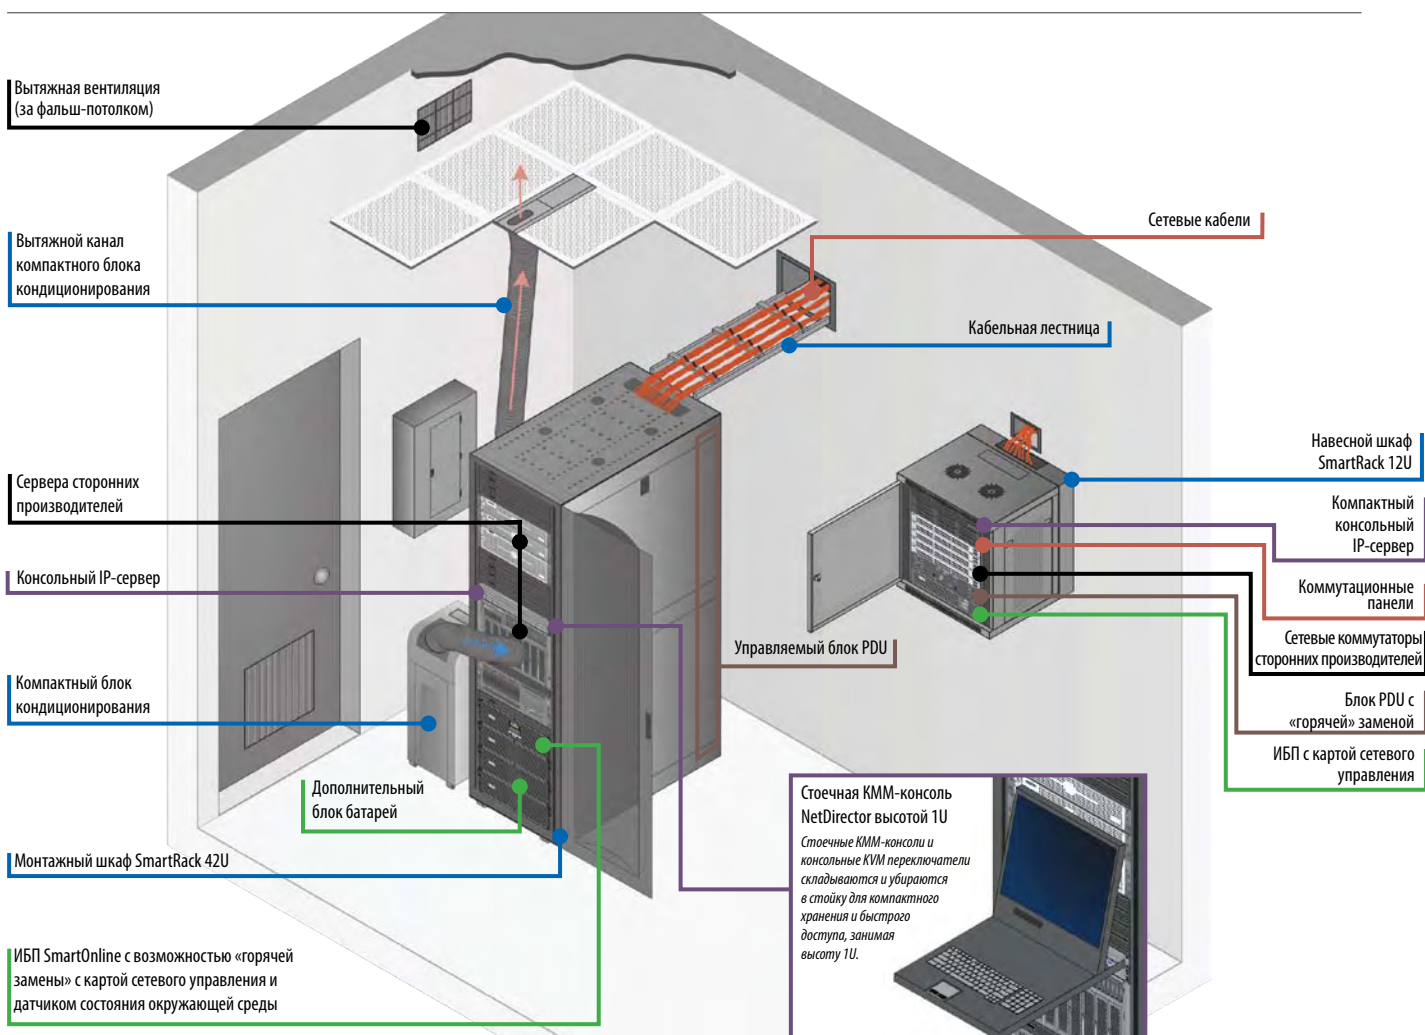 Вытяжная вентиляция
(за фальш-потолком)
Вытяжной канал
компактного блока
кондиционирования
Сетевые кабели
Кабельная лестница
Навесной шкаф
SmartRack 12U
Сервера сторонних
производителей
Компактный
консольный
IP-сервер
Консольный IP-сервер
Коммутационные
панели
Управляемый блок PDU
Сетевые коммутаторы
сторонних производителей
Компактный блок
кондиционирования
Блок PDU с
«горячей» заменой
ИБП с картой сетевого
управления
Дополнительный
блок батарей
Стоечная КММ-консоль
NetDirector высотой 1U
Стоечные КММ-консоли и
консольные KVM переключатели
складываются и убираются
в стойку для компактного
хранения и быстрого
доступа, занимая
высоту 1U.
Монтажный шкаф SmartRack 42U
ИБП SmartOnline с возможностью «горячей
замены» с картой сетевого управления и
датчиком состояния окружающей среды